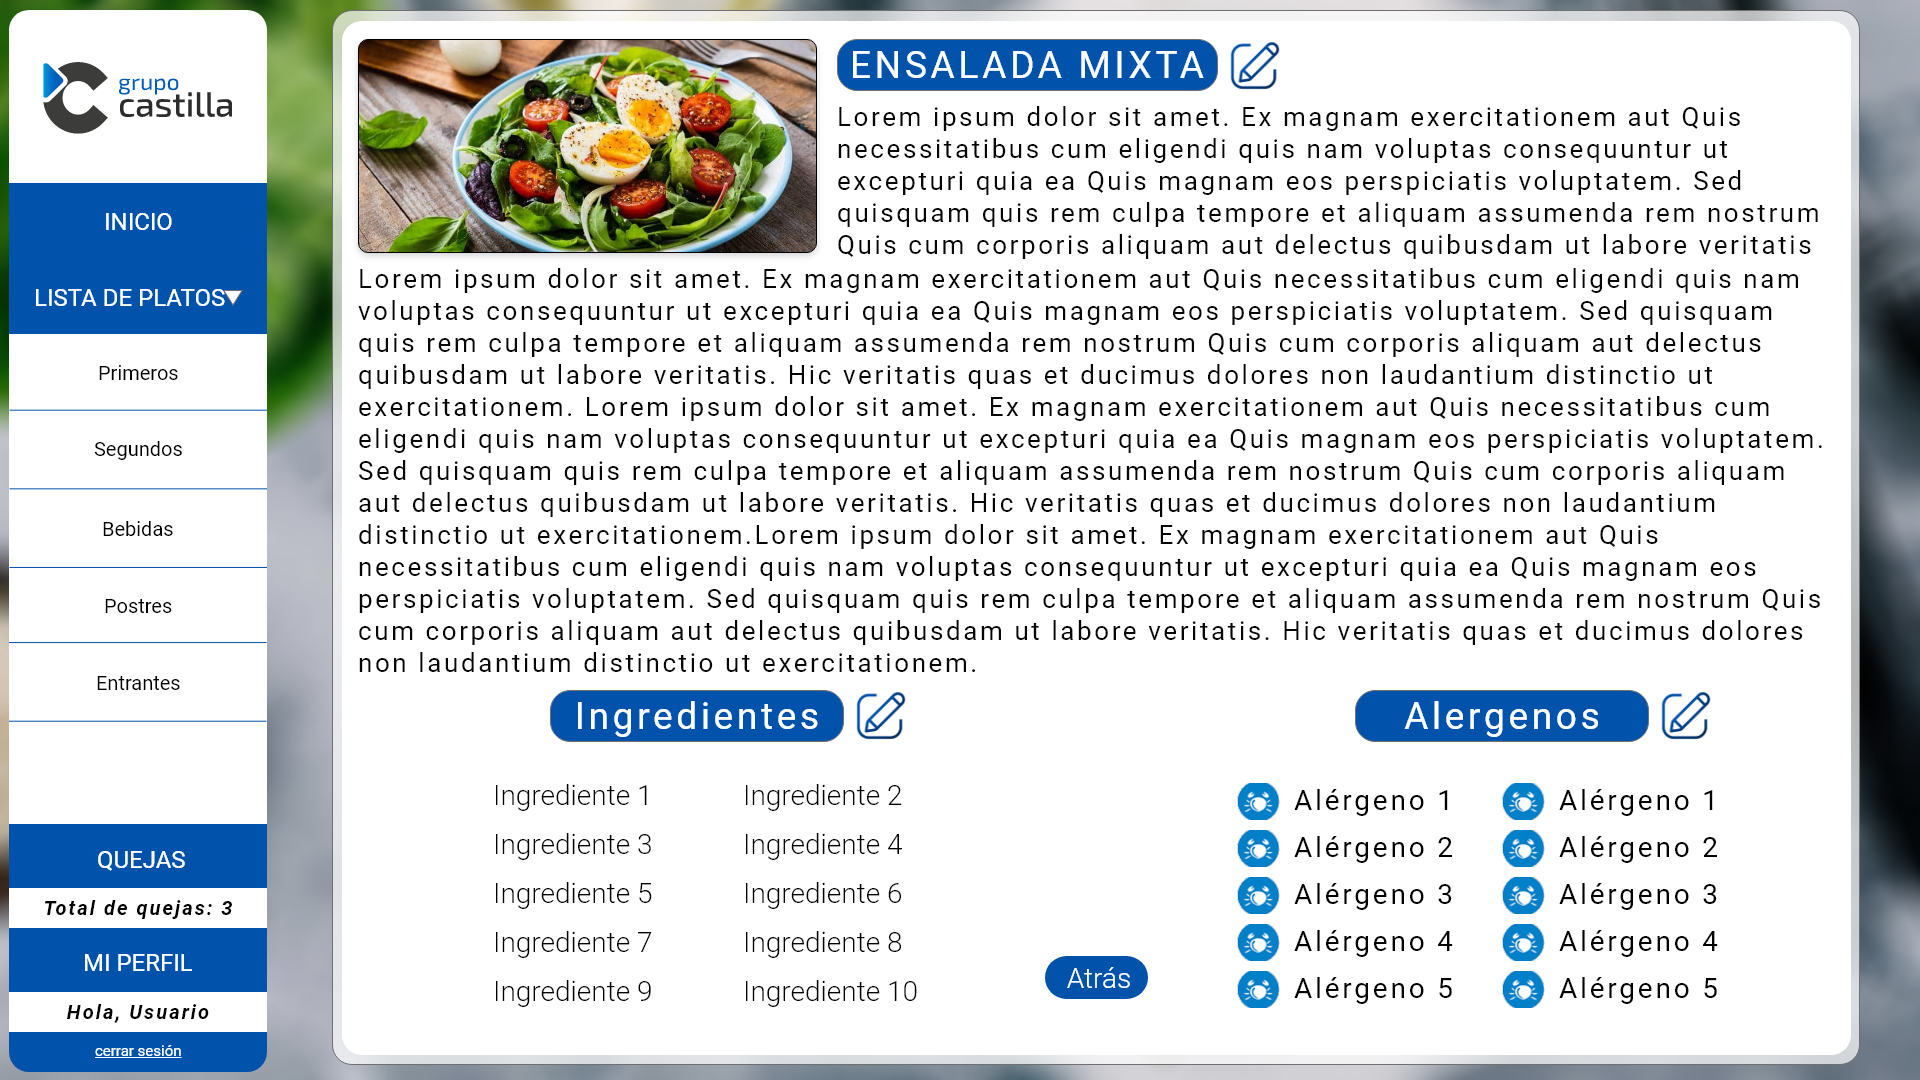 grupo
castilla
INICIO
LISTA DE PLATOS
Primeros
Segundos
Bebidas
Postres
Entrantes
QUEJAS
Total de quejas: 3
MI PERFIL
Hola, Usuario
cerrar sesión
ENSALADA MIXTA
Lorem ipsum dolor sit amet. Ex magnam exercitationem aut Quis
necessitatibus cum eligendi quis nam voluptas consequuntur ut
excepturi quia ea Quis magnam eos perspiciatis voluptatem. Sed
quisquam quis rem culpa tempore et aliquam assumenda rem nostrum
Quis cum corporis aliquam aut delectus quibusdam ut labore veritatis
Lorem ipsum dolor sit amet. Ex magnam exercitationem aut Quis necessitatibus cum eligendi quis nam
voluptas consequuntur ut excepturi quia ea Quis magnam eos perspiciatis voluptatem. Sed quisquam
quis rem culpa tempore et aliquam assumenda rem nostrum Quis cum corporis aliquam aut delectus
quibusdam ut labore veritatis. Hic veritatis quas et ducimus dolores non laudantium distinctio ut
exercitationem. Lorem ipsum dolor sit amet. Ex magnam exercitationem aut Quis necessitatibus cum
eligendi quis nam voluptas consequuntur ut excepturi quia ea Quis magnam eos perspiciatis voluptatem.
Sed quisquam quis rem culpa tempore et aliquam assumenda rem nostrum Quis cum corporis aliquam
aut delectus quibusdam ut labore veritatis. Hic veritatis quas et ducimus dolores non laudantium
distinctio ut exercitationem.Lorem ipsum dolor sit amet. Ex magnam exercitationem aut Quis
necessitatibus cum eligendi quis nam voluptas consequuntur ut excepturi quia ea Quis magnam eos
perspiciatis voluptatem. Sed quisquam quis rem culpa tempore et aliquam assumenda rem nostrum Quis
cum corporis aliquam aut delectus quibusdam ut labore veritatis. Hic veritatis quas et ducimus dolores
non laudantium distinctio ut exercitationem.
Ingredientes
Ingrediente 1 Ingrediente 2
Ingrediente 3 Ingrediente 4
Ingrediente 5 Ingrediente 6
Ingrediente 7 Ingrediente 8
Ingrediente 9 Ingrediente 10
Atrás
Alergenos
Alérgeno 1 Alérgeno 1
Alérgeno 2 Alérgeno 2
Alérgeno 3 Alérgeno 3
Alérgeno 4 Alérgeno 4
Alérgeno 5 Alérgeno 5